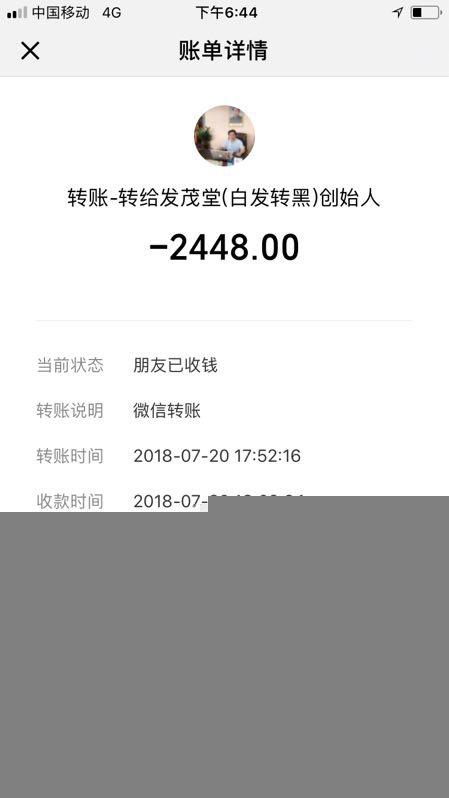 中国移动 4G 下午6:44
账单详情
转账-转给发茂堂(白发转黑)创始人
-2448.00
当前状态 朋友已收钱
转账说明 微信转账
转账时间 2018-07-20 17:52:16
收款时间 2018-07-